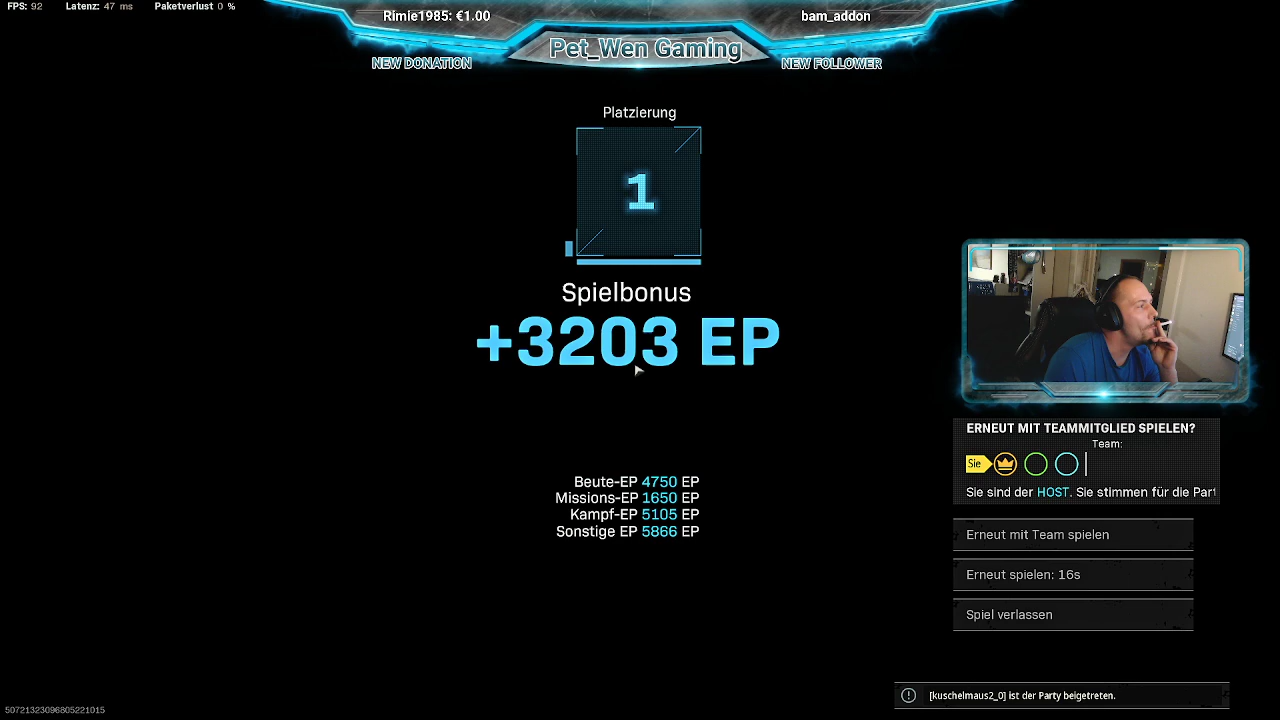 FPS: 92 Latenz: 47 ms Paketverlust 0 %
Rimie1985: €1.00
bam_addon
Pet_Wen Gaming
NEW DONATION
NEW FOLLOWER
Platzierung
1
Spielbonus
+3203 EP
Beute-EP 4750 EP
Missions-EP 1650 EP
Kampf-EP 5105 EP
Sonstige EP 5866 EP
ERNEUT MIT TEAMMITGLIED SPIELEN?
Team:
Sie
Sie sind der HOST. Sie stimmen für die Part
Erneut mit Team spielen
Erneut spielen: 16s
Spiel verlassen
[kuschelmaus2_0] ist der Party beigetreten.
50721323096805221015